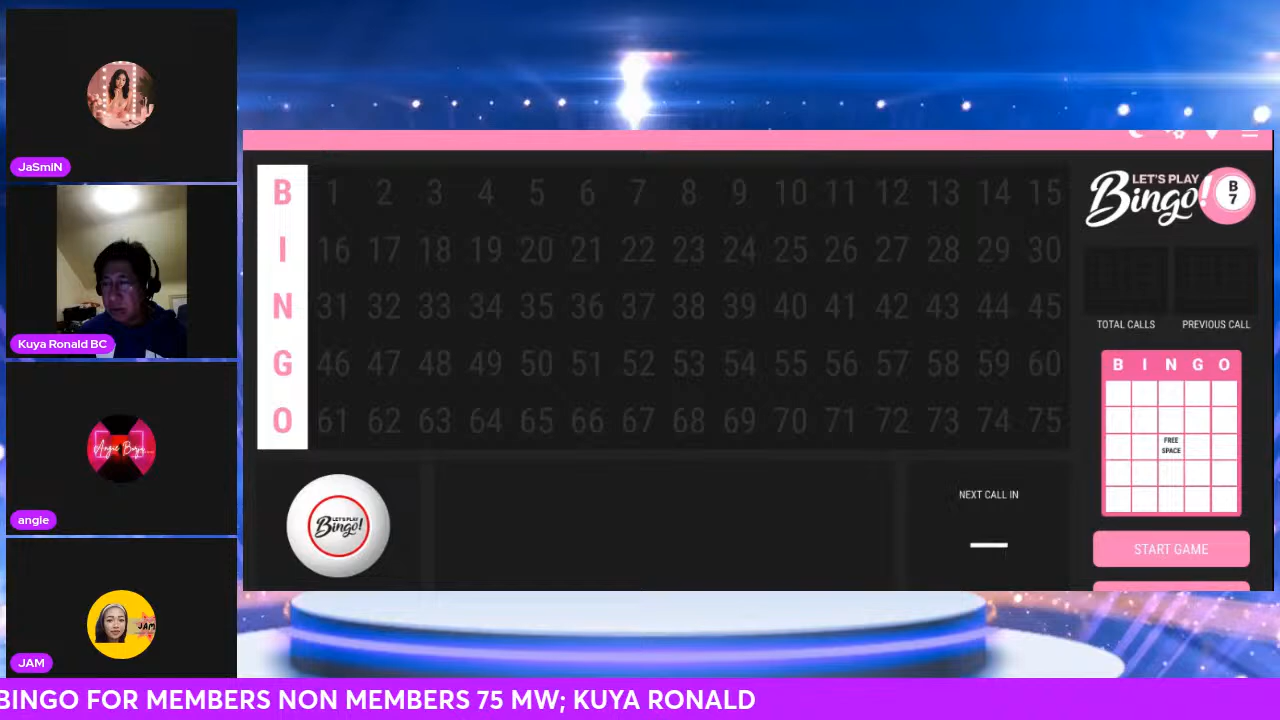 JaSmiN
Kuya Ronald BC
angle
JAM
B 1 2 3 4 5 6 7 8 9 10 11 12 13 14 15
I 16 17 18 19 20 21 22 23 24 25 26 27 28 29 30
N 31 32 33 34 35 36 37 38 39 40 41 42 43 44 45
G 46 47 48 49 50 51 52 53 54 55 56 57 58 59 60
O 61 62 63 64 65 66 67 68 69 70 71 72 73 74 75
LET'S PLAY
Bingo!
B
7
TOTAL CALLS PREVIOUS CALL
B I N G O
FREE
SPACE
START GAME
LET'S PLAY
Bingo!
NEXT CALL IN
JAM
BINGO FOR MEMBERS NON MEMBERS 75 MW; KUYA RONALD